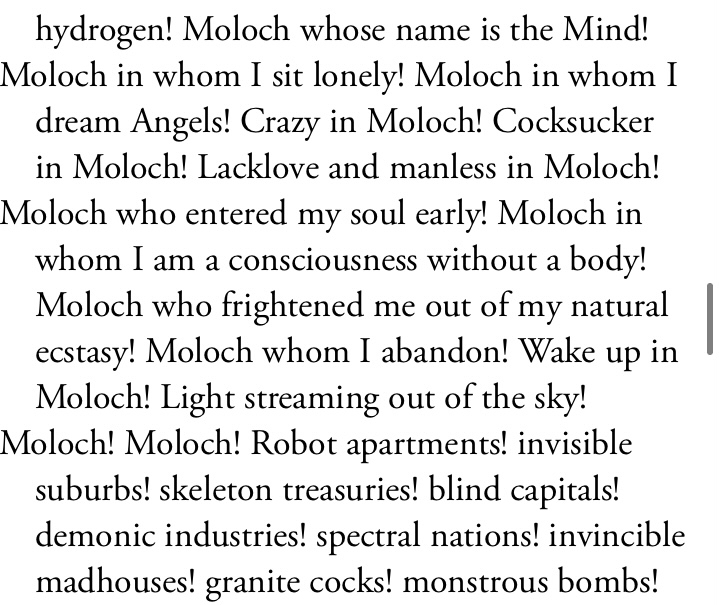 hydrogen! Moloch whose name is the Mind!
Moloch in whom I sit lonely! Moloch in whom I
dream Angels! Crazy in Moloch! Cocksucker
in Moloch! Lacklove and manless in Moloch!
Moloch who entered my soul early! Moloch in
whom I am a consciousness without a body!
Moloch who frightened me out of my natural
ecstasy! Moloch whom I abandon! Wake up in
Moloch! Light streaming out of the sky!
Moloch! Moloch! Robot apartments! invisible
suburbs! skeleton treasuries! blind capitals!
demonic industries! spectral nations! invincible
madhouses! granite cocks! monstrous bombs!